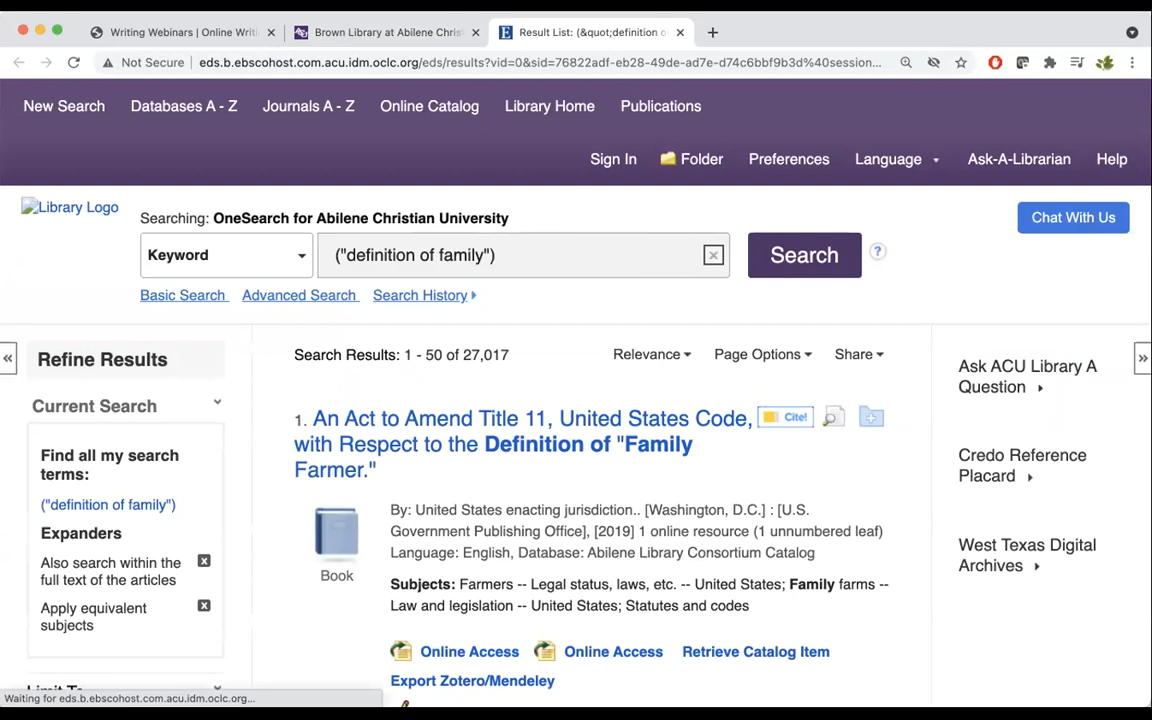 Writing Webinars | Online Writi
Brown Library at Abilene Chris
Result List: (&quot;definition o
Not Secure | eds.b.ebscohost.com.acu.idm.oclc.org/eds/results?vid=0&sid=76822adf-eb28-49de-ad7e-d74c6bbf9b3d%40session...
New Search
Databases A - Z
Journals A - Z
Online Catalog
Library Home
Publications
Sign In
Folder
Preferences
Language
Ask-A-Librarian
Help
Library Logo
Searching: OneSearch for Abilene Christian University
Chat With Us
Keyword
("definition of family")
Search
?
Basic Search
Advanced Search
Search History
Refine Results
Current Search
Find all my search
terms:
("definition of family")
Expanders
Also search within the
full text of the articles
Apply equivalent
subjects
Limit To
Search Results: 1 - 50 of 27,017
Relevance
Page Options
Share
1. An Act to Amend Title 11, United States Code,
with Respect to the Definition of "Family
Farmer."
Cite!
Book
By: United States enacting jurisdiction.. [Washington, D.C.] : [U.S.
Government Publishing Office], [2019] 1 online resource (1 unnumbered leaf)
Language: English, Database: Abilene Library Consortium Catalog
Subjects: Farmers -- Legal status, laws, etc. -- United States; Family farms --
Law and legislation -- United States; Statutes and codes
Online Access
Online Access
Retrieve Catalog Item
Export Zotero/Mendeley
Ask ACU Library A
Question
Credo Reference
Placard
West Texas Digital
Archives
Waiting for eds.b.ebscohost.com.acu.idm.oclc.org...